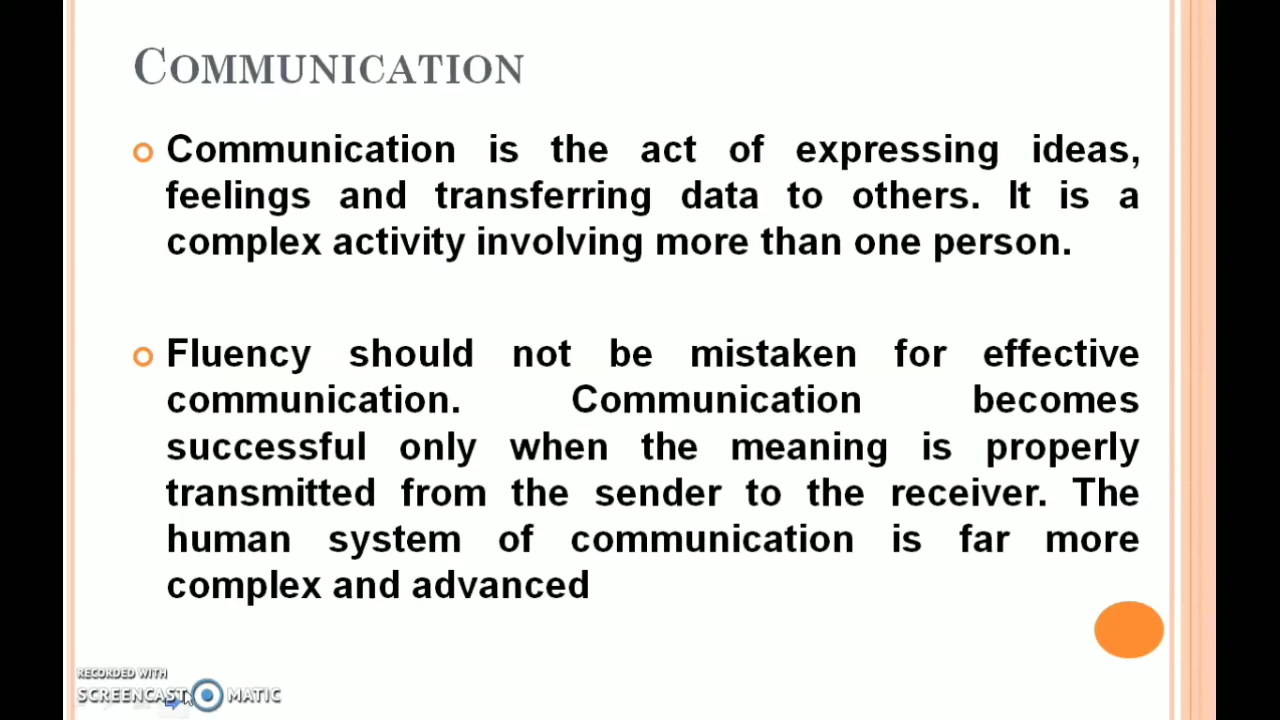 COMMUNICATION
Communication is the act of expressing ideas,
feelings and transferring data to others. It is a
complex activity involving more than one person.
Fluency should not be mistaken for effective
communication. Communication becomes
successful only when the meaning is properly
transmitted from the sender to the receiver. The
human system of communication is far more
complex and advanced
RECORDED WITH
SCREENCAST MATIC